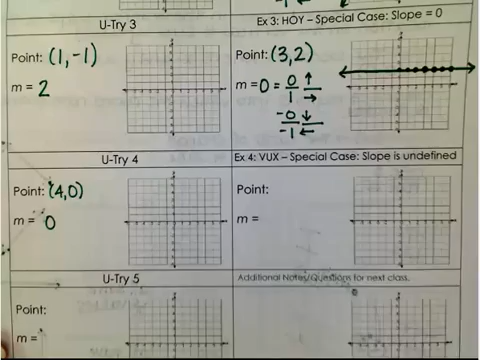 U-Try 3
Point: (1,-1)
m = 2
Ex 3: HOY – Special Case: Slope = 0
Point: (3,2)
m = 0 = 0/1 ↑ →
-0/-1 ↓ ←
U-Try 4
Point: (4,0)
m = 0
Ex 4: VUX – Special Case: Slope is undefined
Point:
m =
U-Try 5
Point:
m =
Additional Notes/Questions for next class.